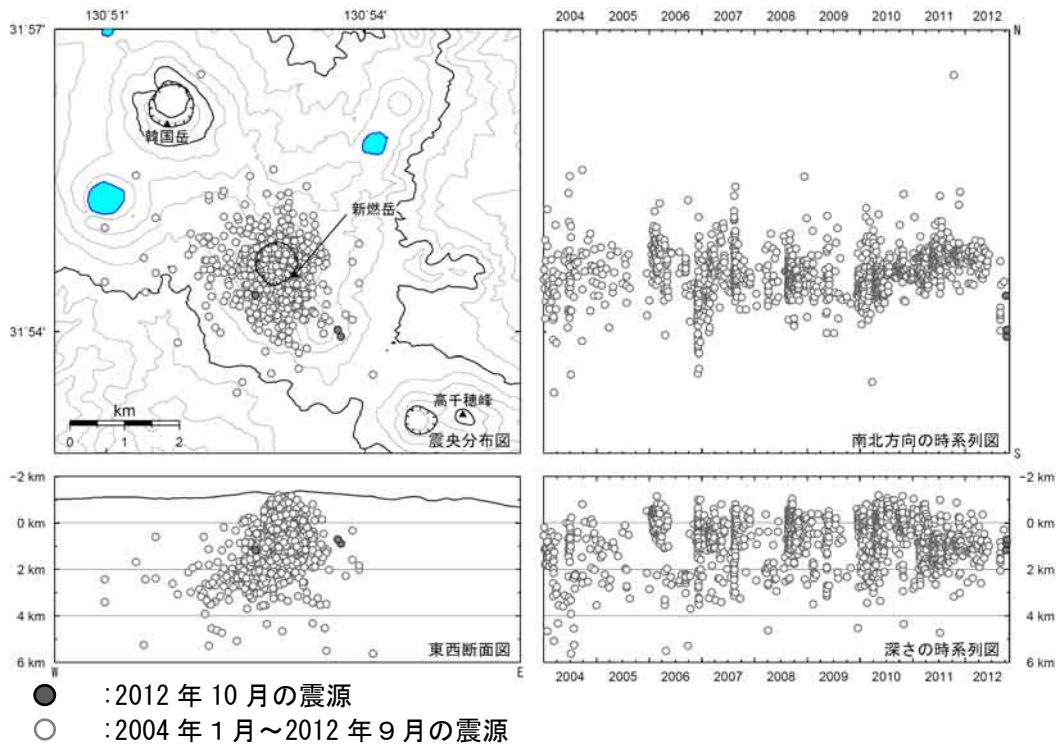 130°51′ 130°54′
2004 2005 2006 2007 2008 2009 2010 2011 2012
31°57′
N
韓国岳
新燃岳
31°54′
高千穂峰
km
0 1 2
震央分布図
南北方向の時系列図
S
−2 km −2 km
0 km 0 km
2 km 2 km
4 km 4 km
東西断面図
深さの時系列図
6 km 6 km
W E
2004 2005 2006 2007 2008 2009 2010 2011 2012
:2012 年 10 月の震源
:2004 年 1 月～2012 年 9 月の震源